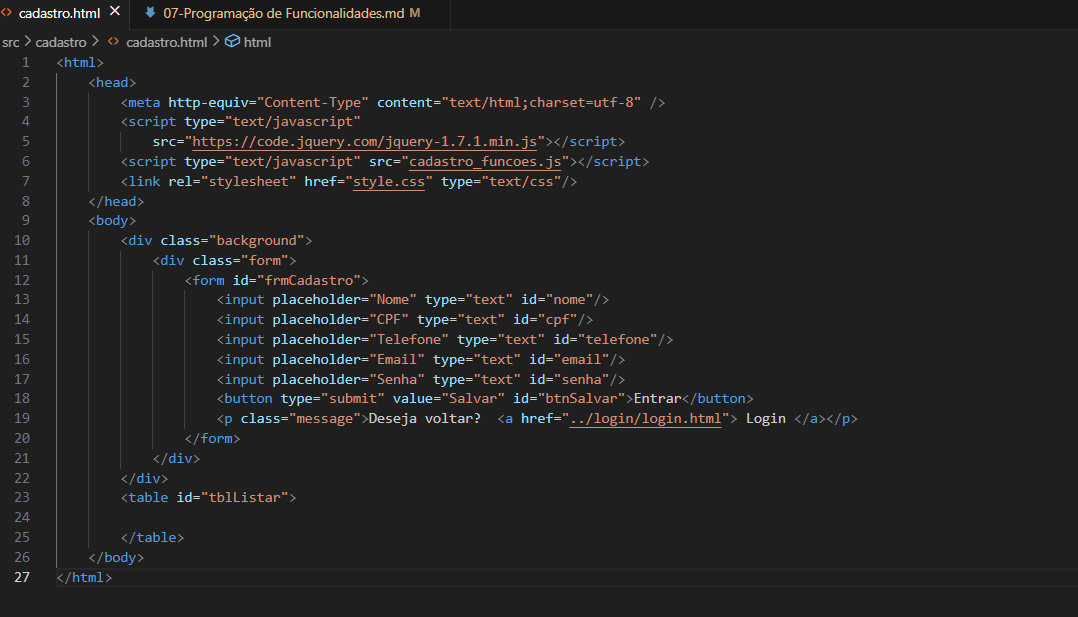 cadastro.html 07-Programação de Funcionalidades.md M
src > cadastro > cadastro.html > html
1 <html>
2 <head>
3 <meta http-equiv="Content-Type" content="text/html;charset=utf-8" />
4 <script type="text/javascript"
5 src="https://code.jquery.com/jquery-1.7.1.min.js"></script>
6 <script type="text/javascript" src="cadastro_funcoes.js"></script>
7 <link rel="stylesheet" href="style.css" type="text/css"/>
8 </head>
9 <body>
10 <div class="background">
11 <div class="form">
12 <form id="frmCadastro">
13 <input placeholder="Nome" type="text" id="nome"/>
14 <input placeholder="CPF" type="text" id="cpf"/>
15 <input placeholder="Telefone" type="text" id="telefone"/>
16 <input placeholder="Email" type="text" id="email"/>
17 <input placeholder="Senha" type="text" id="senha"/>
18 <button type="submit" value="Salvar" id="btnSalvar">Entrar</button>
19 <p class="message">Deseja voltar?  <a href="../login/login.html"> Login </a></p>
20 </form>
21 </div>
22 </div>
23 <table id="tblListar">
24
25 </table>
26 </body>
27 </html>